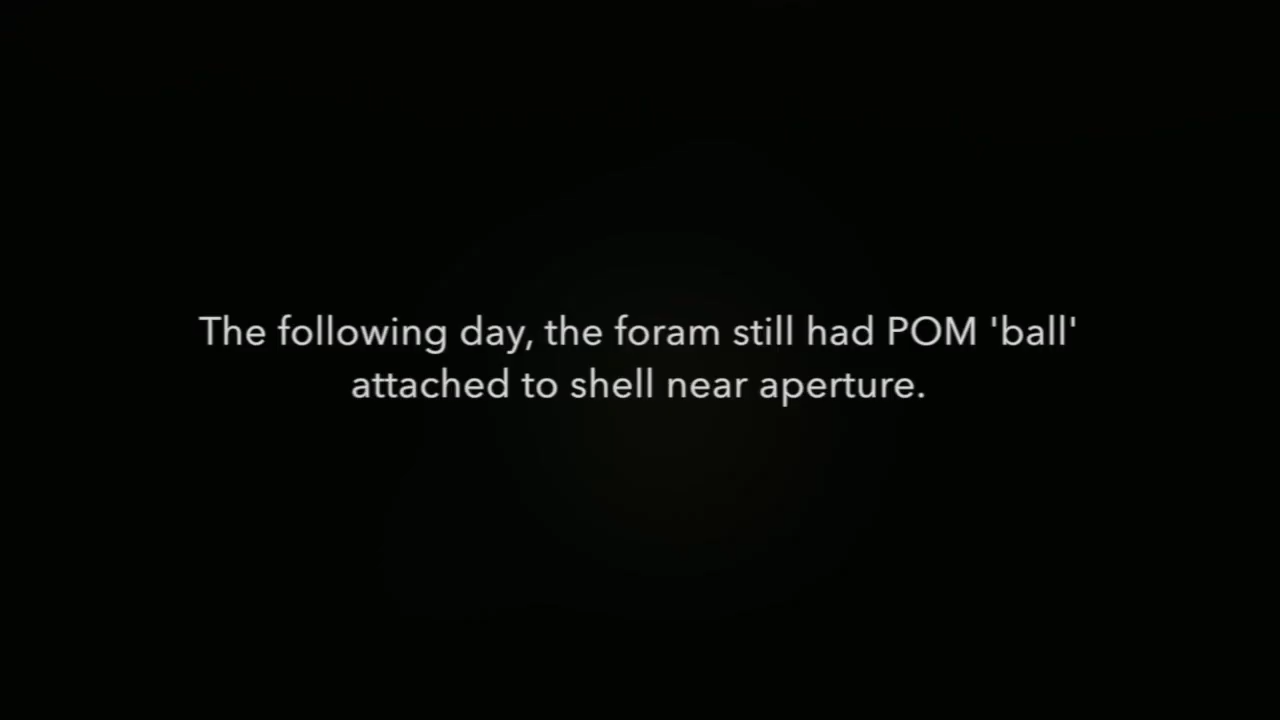 The following day, the foram still had POM 'ball'
attached to shell near aperture.